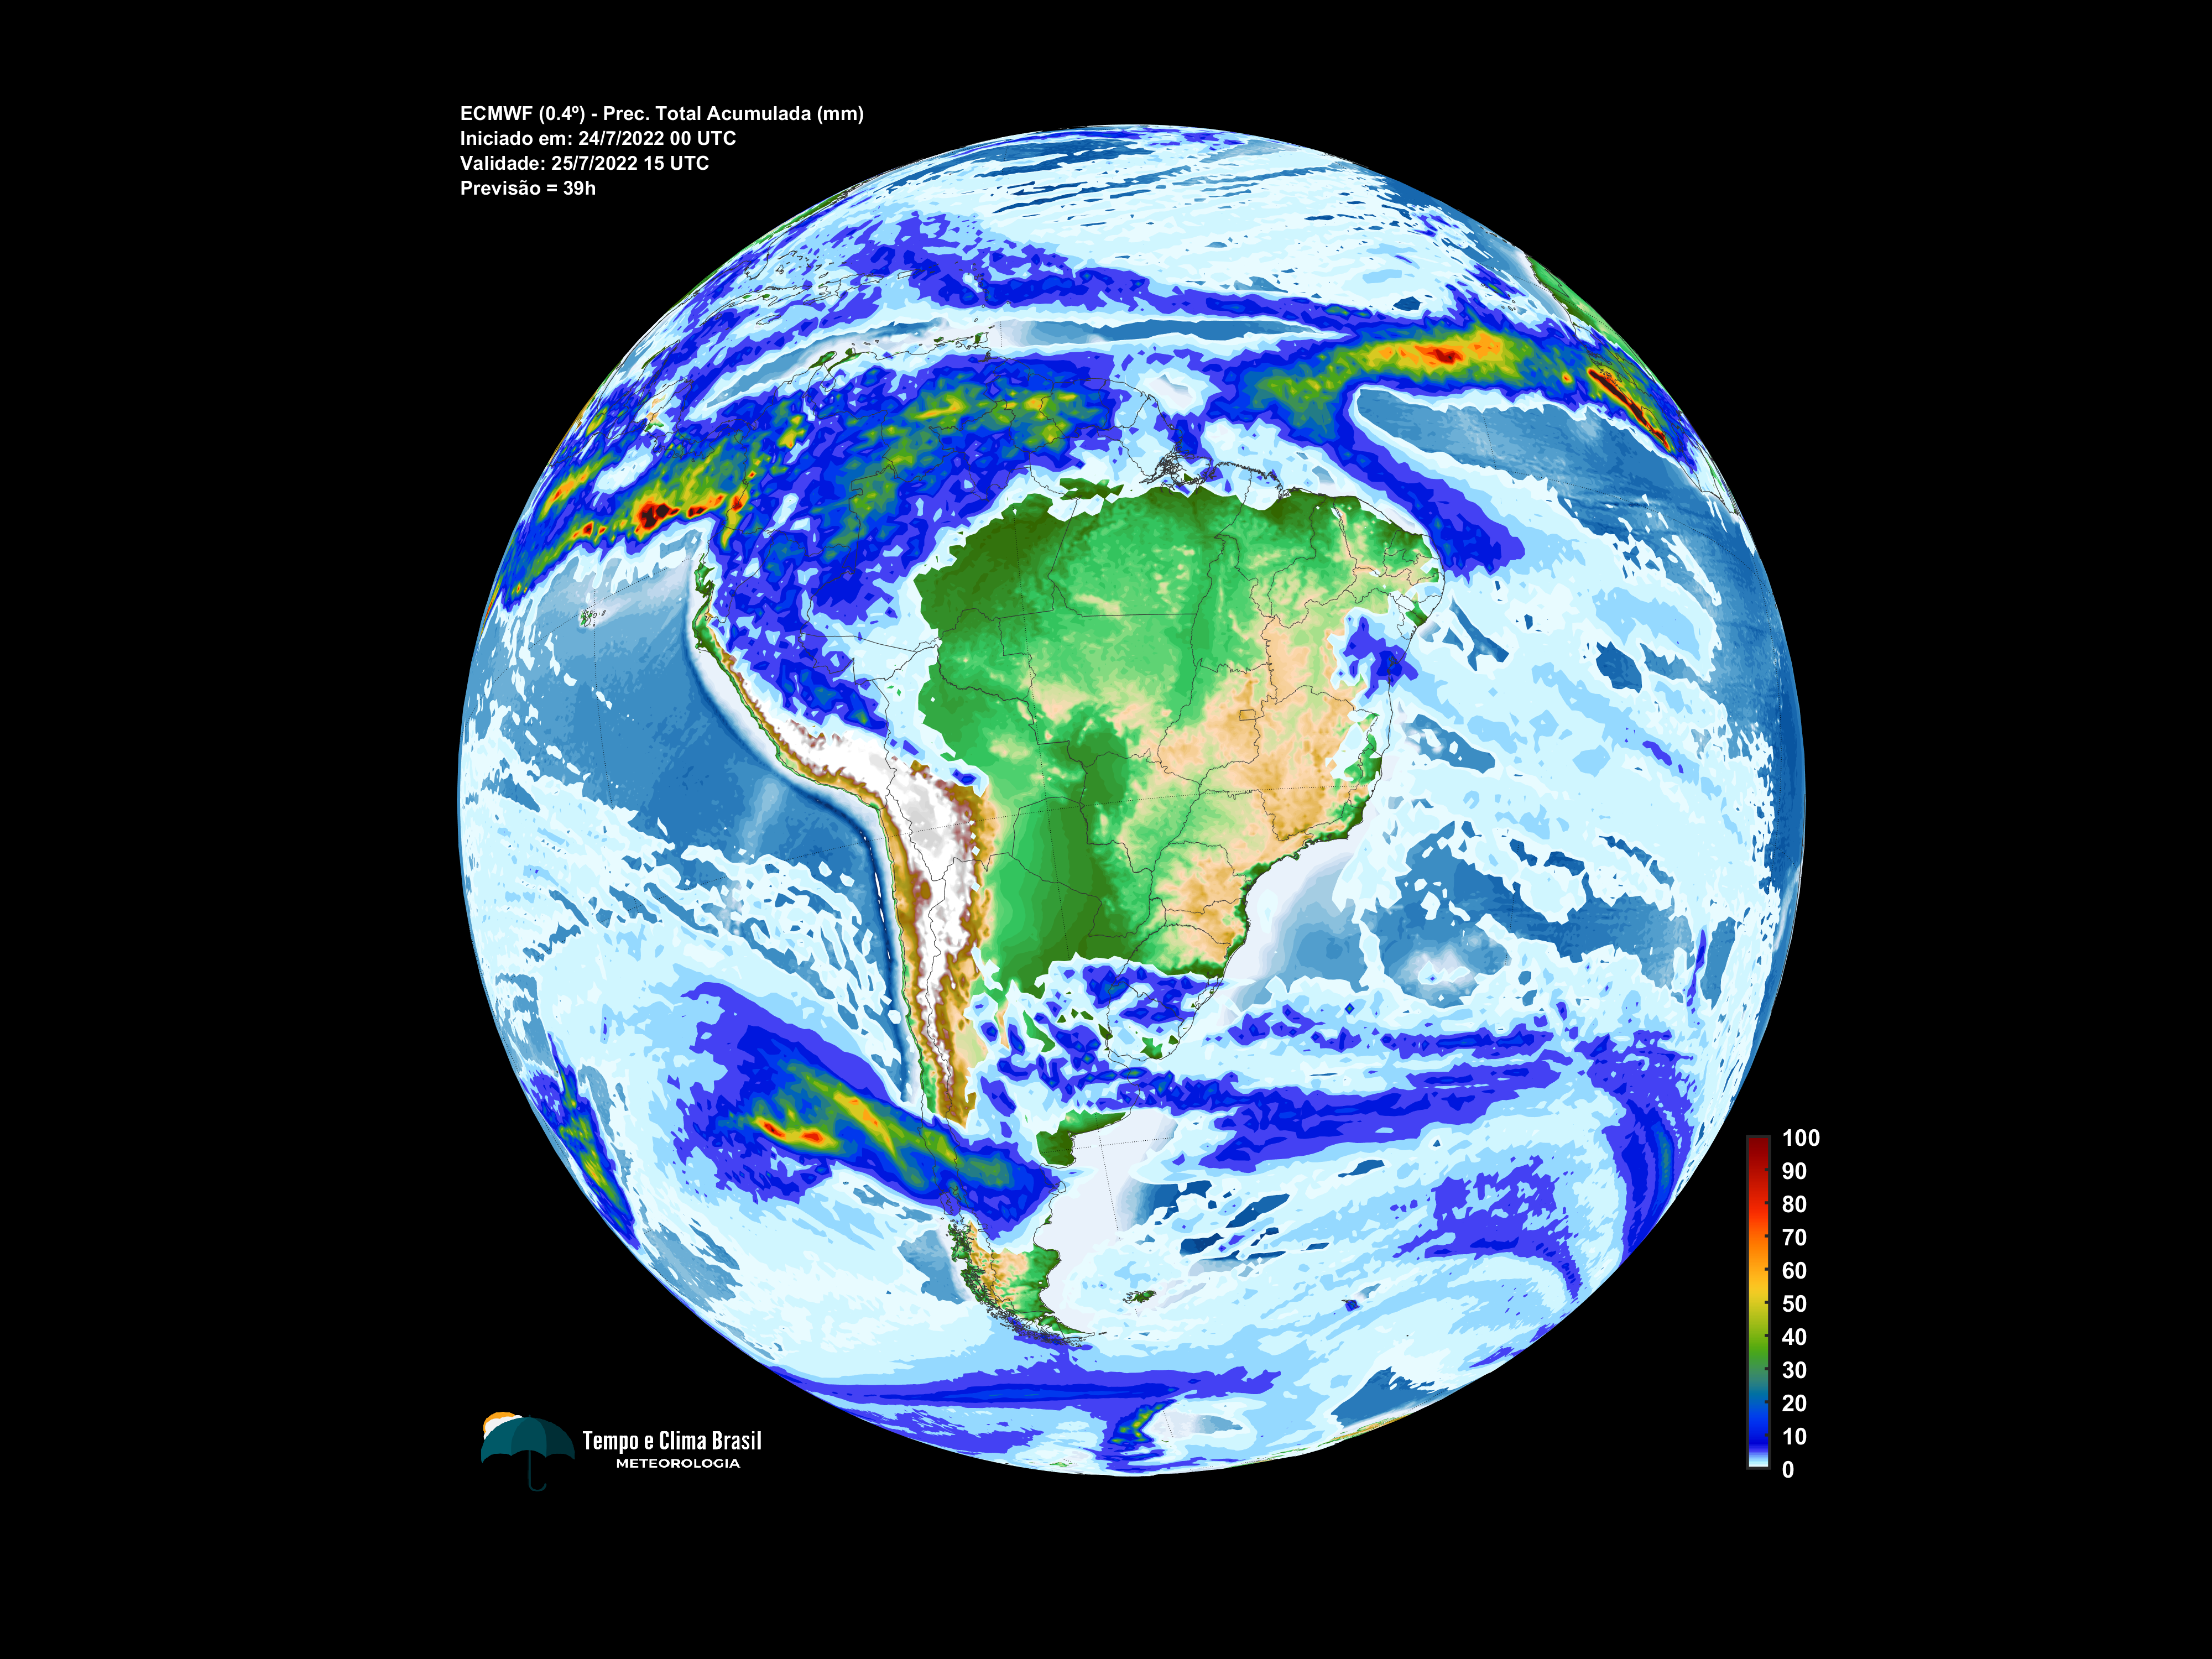 ECMWF (0.4º) - Prec. Total Acumulada (mm)
Iniciado em: 24/7/2022 00 UTC
Validade: 25/7/2022 15 UTC
Previsão = 39h
100
90
80
70
60
50
40
30
20
10
0
Tempo e Clima Brasil
METEOROLOGIA